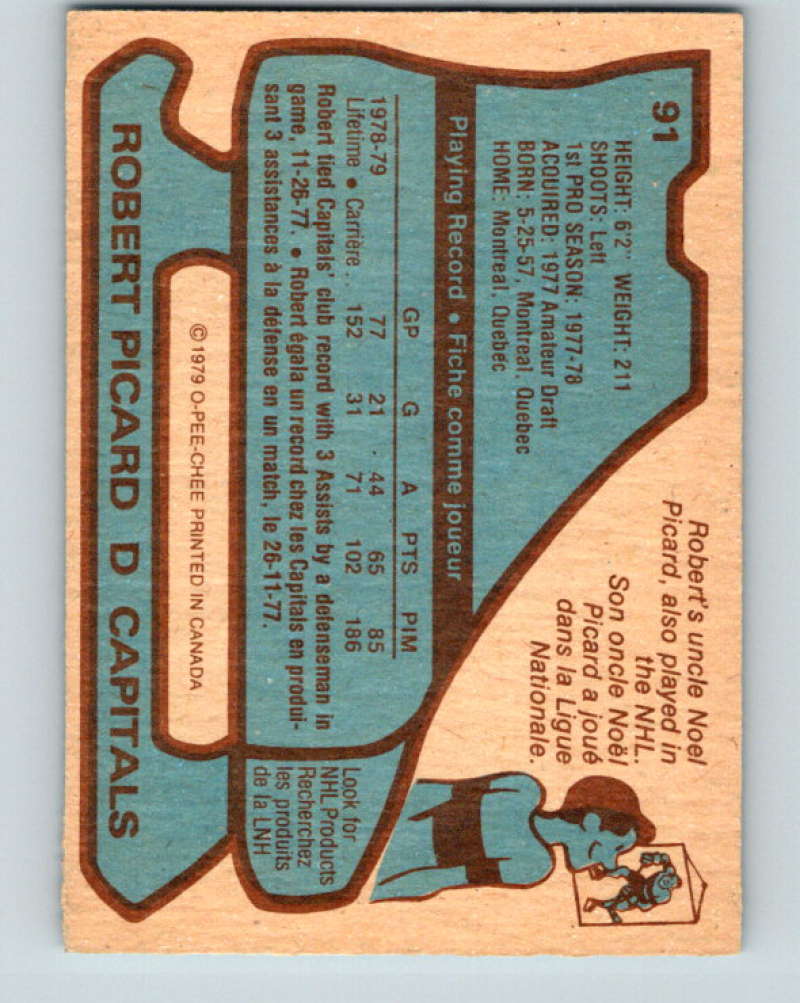 91
HEIGHT: 6'2" WEIGHT: 211
SHOOTS: Left
1st PRO SEASON: 1977-78
ACQUIRED: 1977 Amateur Draft
BORN: 5-25-57, Montreal, Quebec
HOME: Montreal, Quebec
Robert's uncle Noel
Picard, also played in
the NHL.
Son oncle Noël
Picard a joué
dans la Ligue
Nationale.
Playing Record • Fiche comme joueur
GP G A PTS PIM
1978-79 77 21 44 65 85
Lifetime • Carrière .. 152 31 71 102 186
Robert tied Capitals' club record with 3 Assists by a defenseman in
game, 11-26-77. • Robert égala un record chez les Capitals en produi-
sant 3 assistances à la défense en un match, le 26-11-77.
Look for
NHL Products
Recherchez
les produits
de la LNH
©1979 O-PEE-CHEE PRINTED IN CANADA
ROBERT PICARD D CAPITALS